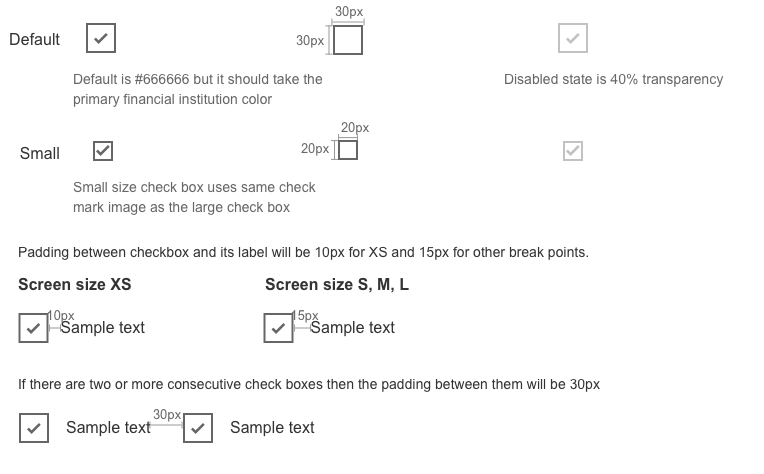 30px
Default
30px
Default is #666666 but it should take the
primary financial institution color
Disabled state is 40% transparency
20px
Small
20px
Small size check box uses same check
mark image as the large check box
Padding between checkbox and its label will be 10px for XS and 15px for other break points.
Screen size XS
Screen size S, M, L
10px
Sample text
15px
Sample text
If there are two or more consecutive check boxes then the padding between them will be 30px
30px
Sample text
Sample text